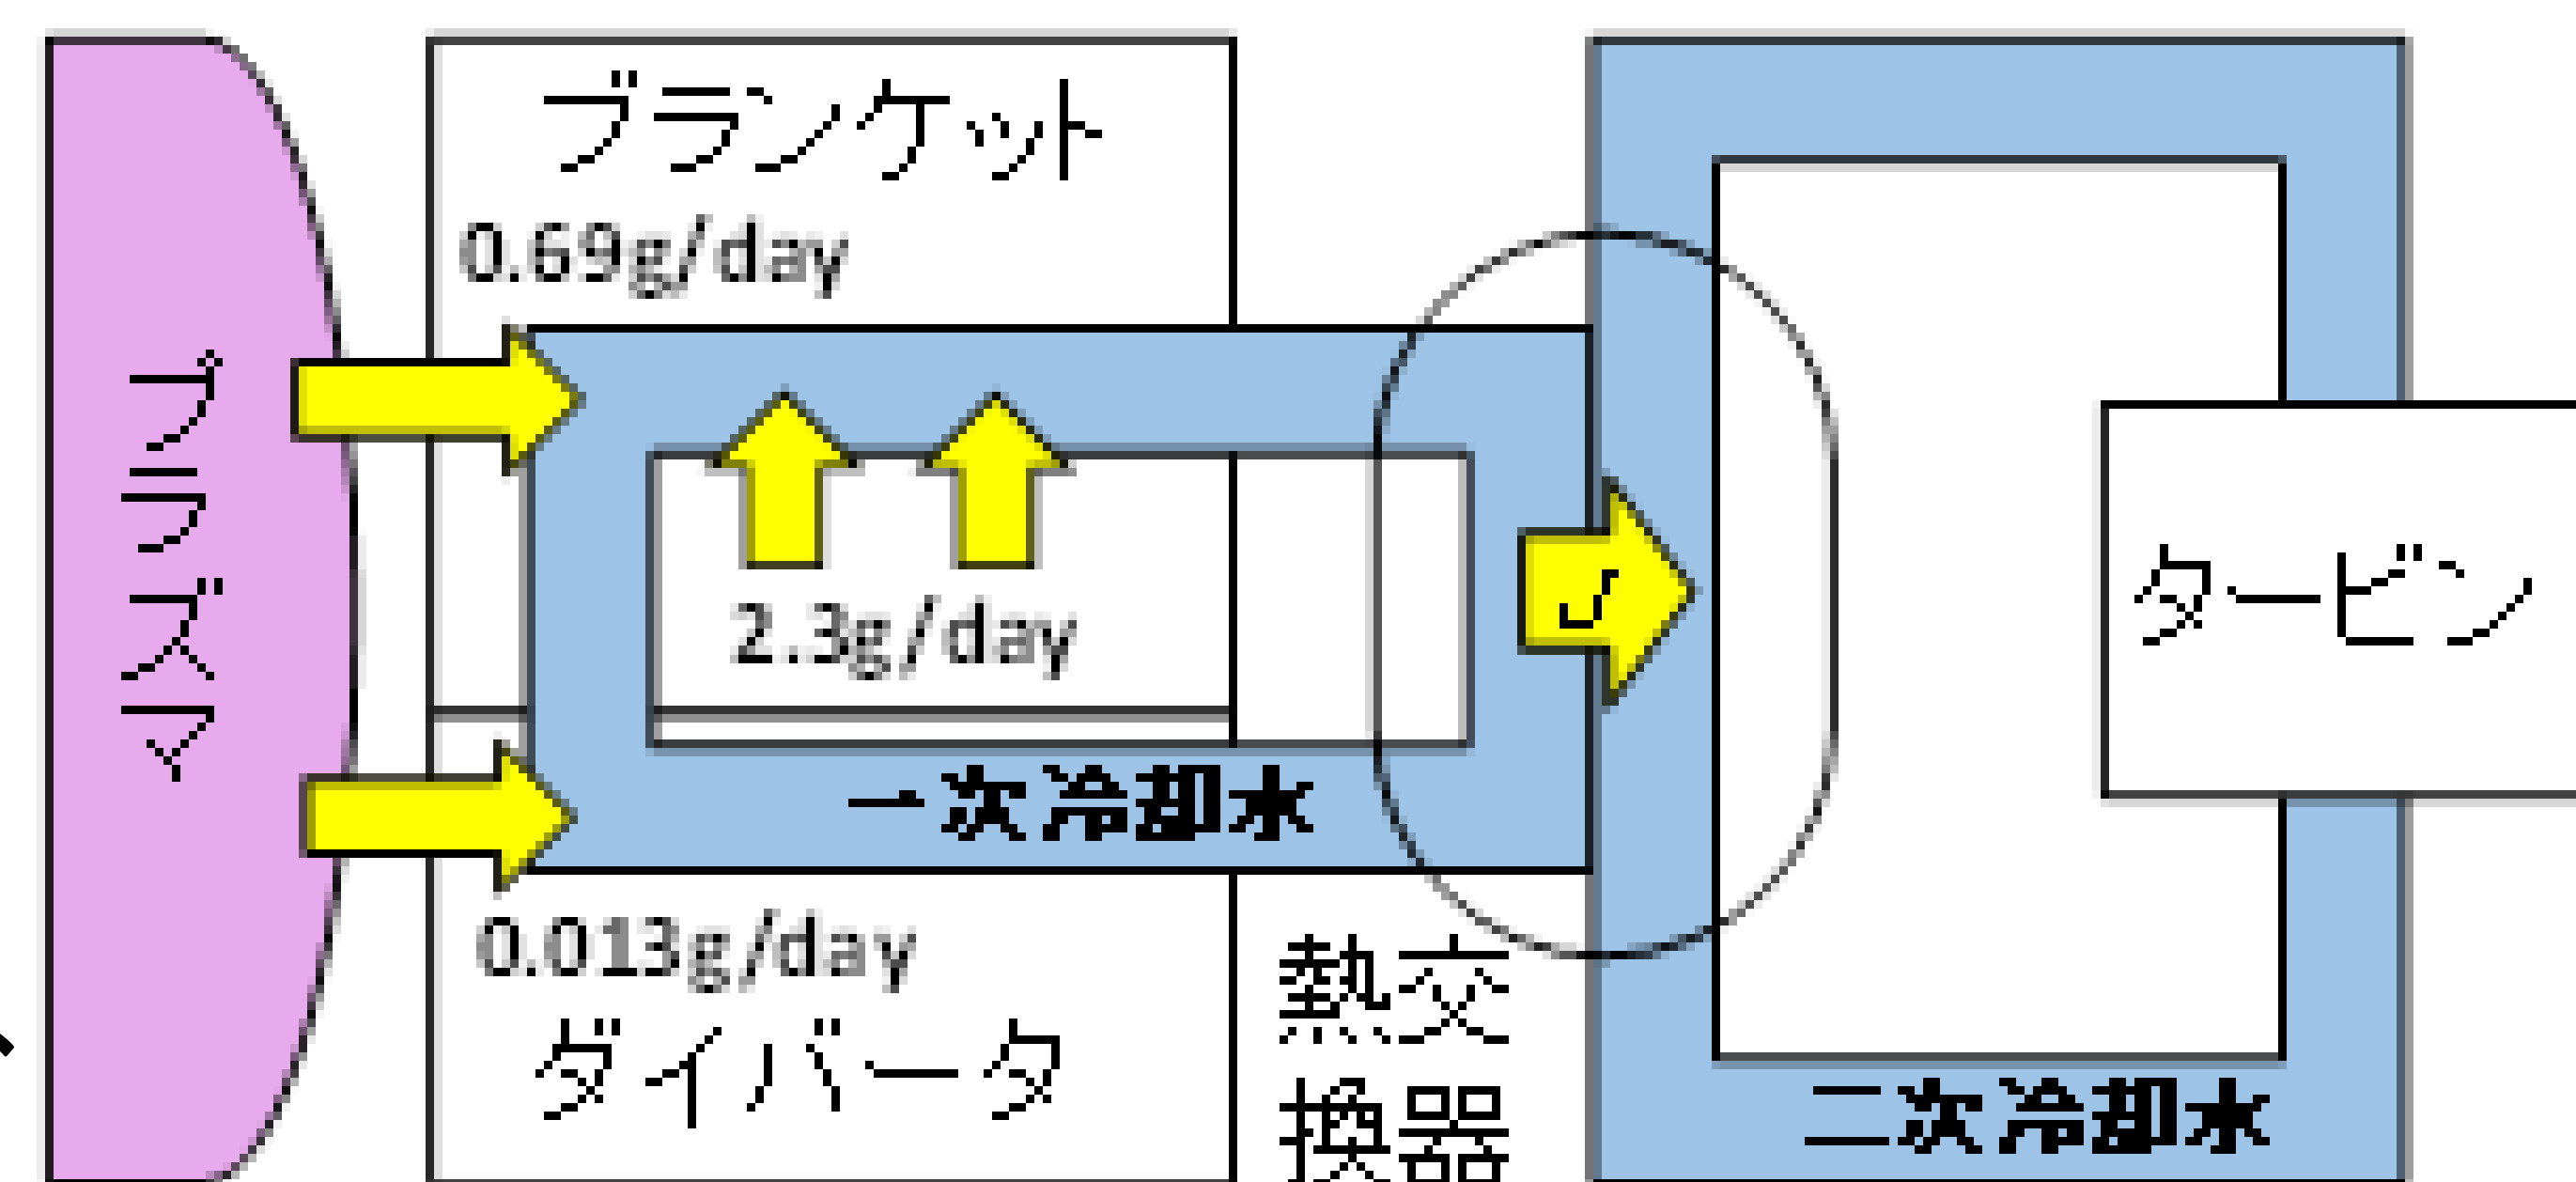 ブランケット
0.69g/day
プラズマ
2.3g/day
J
タービン
一次冷却水
0.013g/day
ダイバータ
熱交
換器
二次冷却水